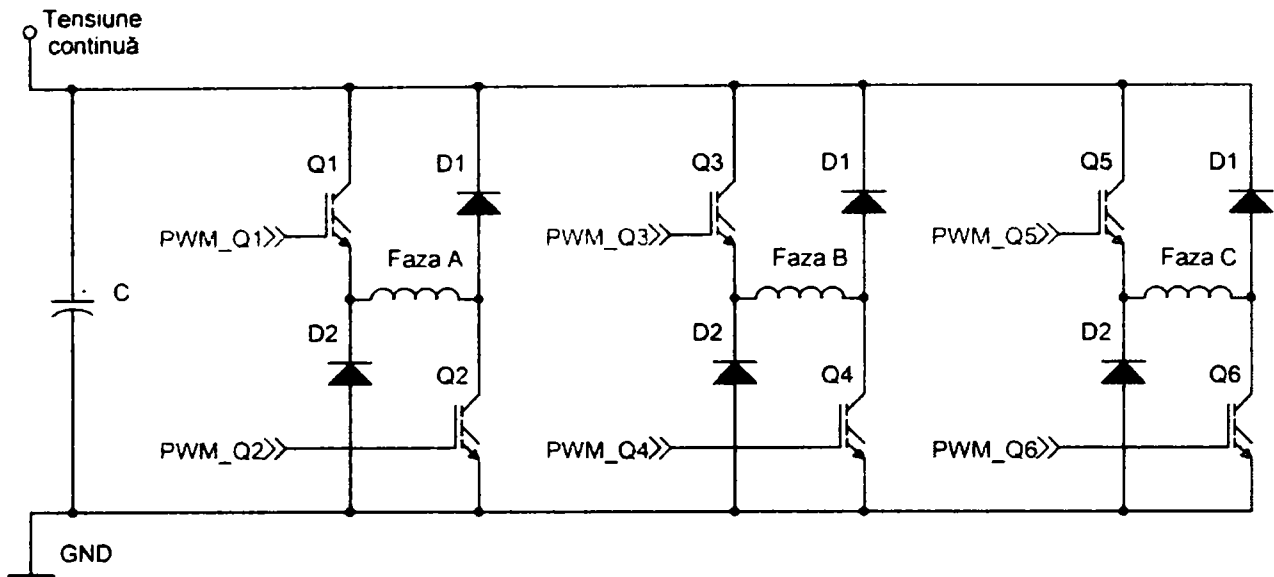 Tensiune
continuă
Q1
D1
Q3
D1
Q5
D1
PWM_Q1
PWM_Q3
PWM_Q5
Faza A
Faza B
Faza C
C
D2
D2
D2
Q2
Q4
Q6
PWM_Q2
PWM_Q4
PWM_Q6
GND